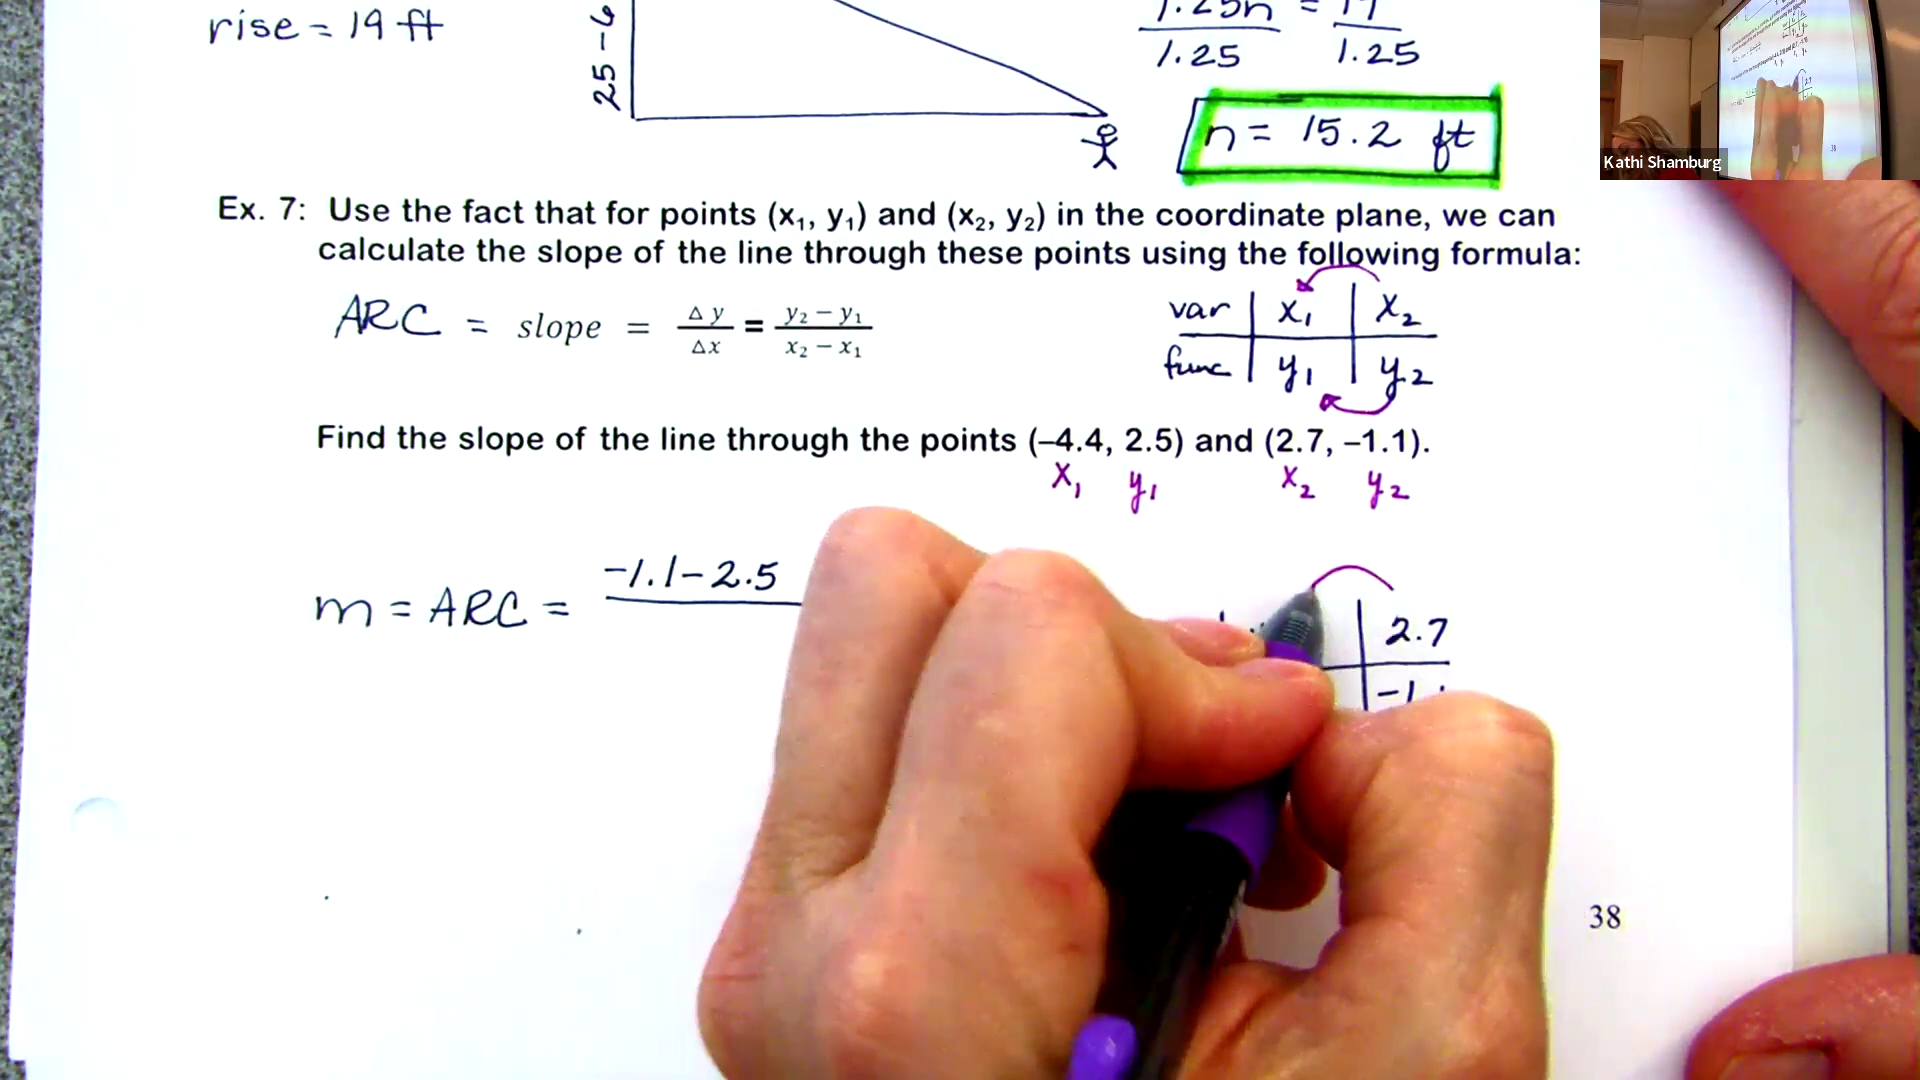 rise = 19 ft
25 - 6
1.25n = 19
1.25 1.25
n = 15.2 ft
Kathi Shamburg
Ex. 7: Use the fact that for points (x₁, y₁) and (x₂, y₂) in the coordinate plane, we can
calculate the slope of the line through these points using the following formula:
ARC = slope = Δy/Δx = y₂ – y₁/x₂ – x₁
var x₁ x₂
func y₁ y₂
Find the slope of the line through the points (–4.4, 2.5) and (2.7, –1.1).
x₁ y₁ x₂ y₂
m = ARC = -1.1-2.5
2.7
38